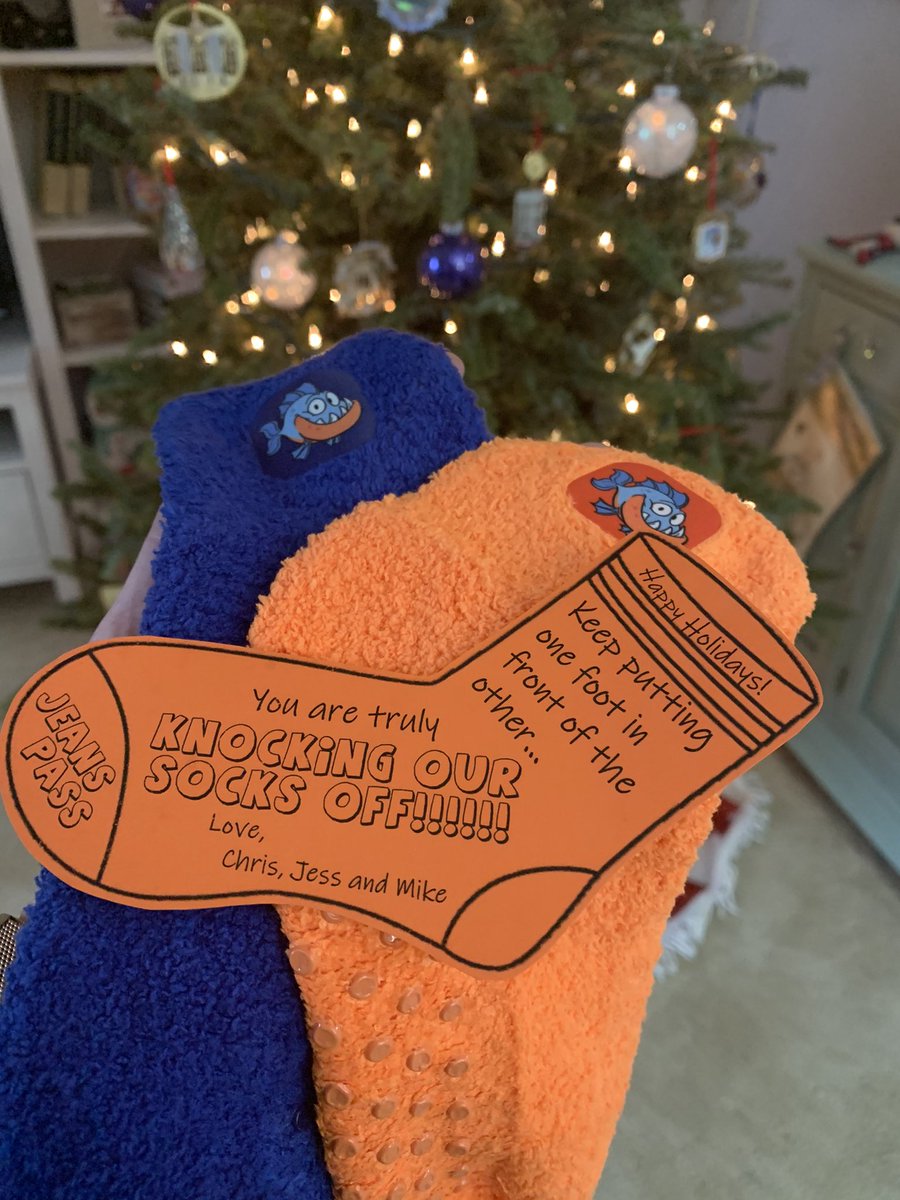 Happy Holidays!
Keep putting
one foot in
front of the
other...
You are truly
KNOCKiNG OUR
SOCKS OFF!!!!!!
Love,
Chris, Jess and Mike
JEANS
PASS